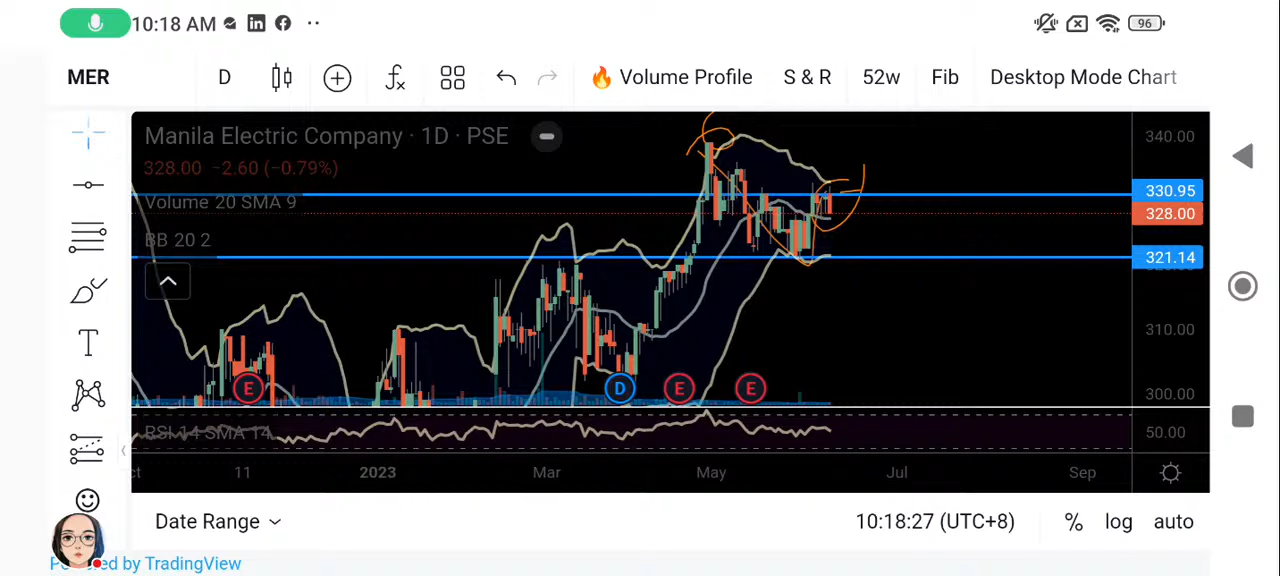 10:18 AM
96
MER D Volume Profile S & R 52w Fib Desktop Mode Chart
Manila Electric Company · 1D · PSE
340.00
328.00 −2.60 (−0.79%)
330.95
Volume 20 SMA 9
328.00
BB 20 2
321.14
310.00
E D E E
300.00
RSI 14 SMA 14
50.00
11 2023 Mar May Jul Sep
Date Range 10:18:27 (UTC+8) % log auto
by TradingView